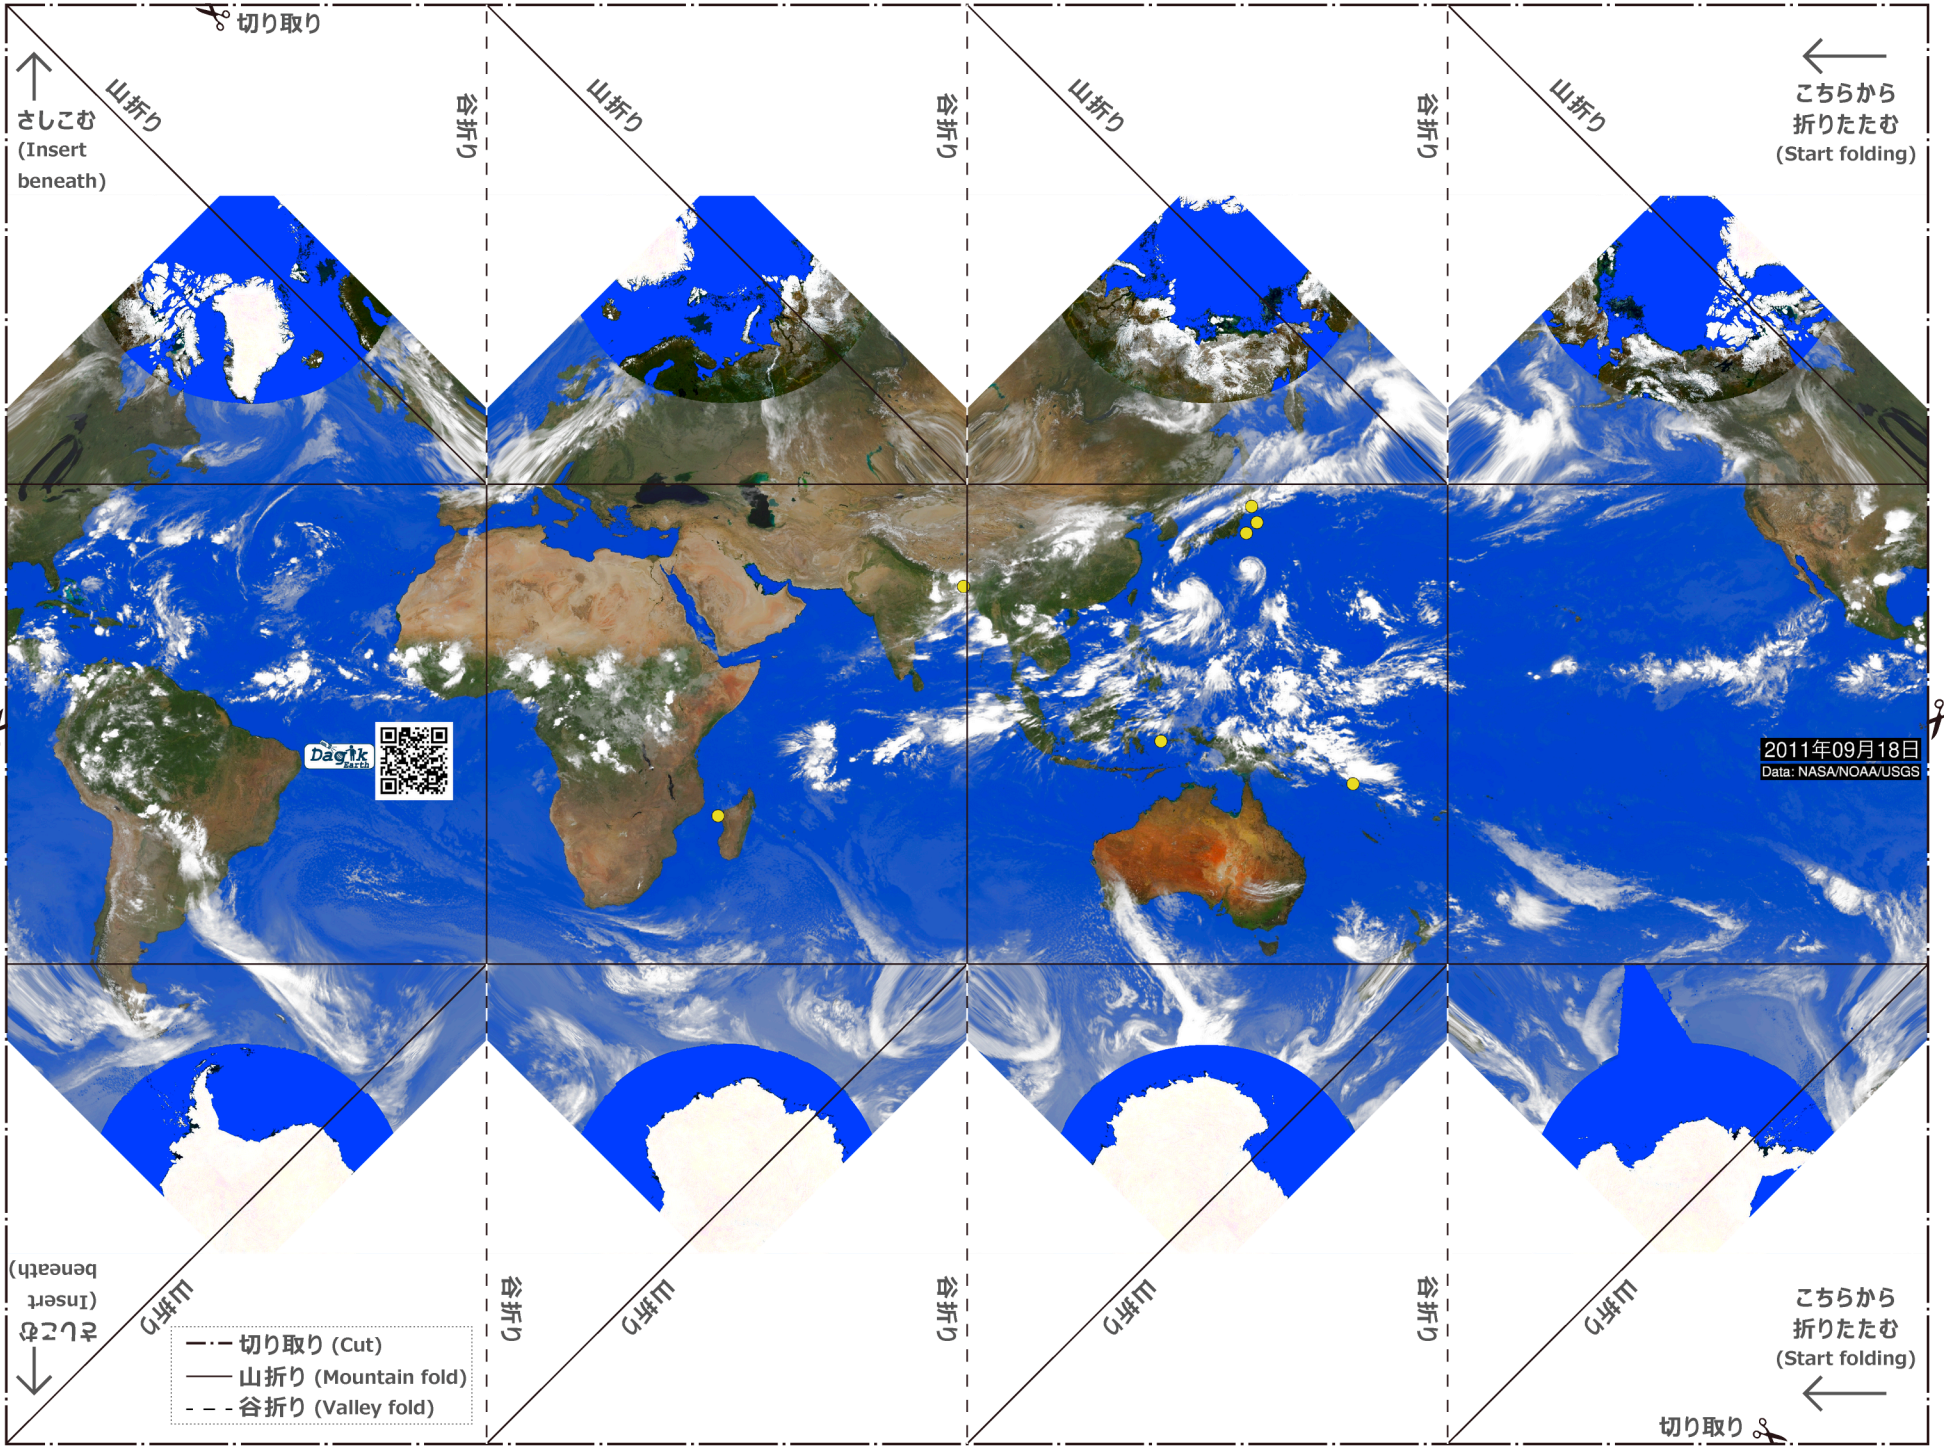 切り取り
山折り
谷折り
山折り
谷折り
山折り
谷折り
山折り
こちらから
折りたたむ
(Start folding)
さしこむ
(Insert
beneath)
Dagik
Earth
2011年09月18日
Data: NASA/NOAA/USGS
さしこむ
(Insert
beneath)
山折り
谷折り
山折り
谷折り
山折り
谷折り
山折り
こちらから
折りたたむ
(Start folding)
切り取り (Cut)
山折り (Mountain fold)
谷折り (Valley fold)
切り取り